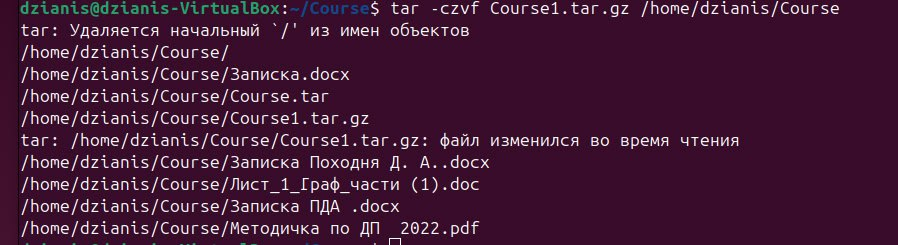 dzianis@dzianis-VirtualBox:~/Course$ tar -czvf Course1.tar.gz /home/dzianis/Course
tar: Удаляется начальный `/' из имен объектов
/home/dzianis/Course/
/home/dzianis/Course/Записка.docx
/home/dzianis/Course/Course.tar
/home/dzianis/Course/Course1.tar.gz
tar: /home/dzianis/Course/Course1.tar.gz: файл изменился во время чтения
/home/dzianis/Course/Записка Походня Д. А..docx
/home/dzianis/Course/Лист_1_Граф_части (1).doc
/home/dzianis/Course/Записка ПДА .docx
/home/dzianis/Course/Методичка по ДП _2022.pdf